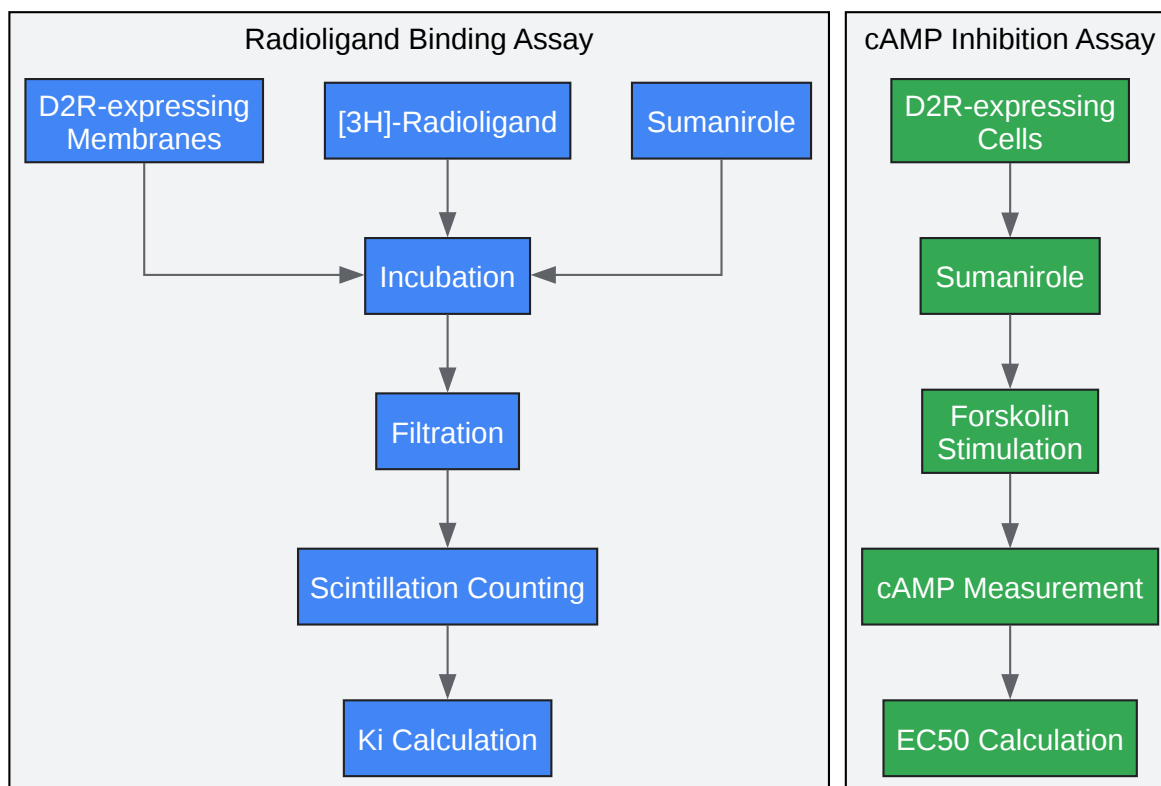 Radioligand Binding Assay
D2R-expressing
Membranes
[3H]-Radioligand
Sumanirole
Incubation
Filtration
Scintillation Counting
Ki Calculation
cAMP Inhibition Assay
D2R-expressing
Cells
Sumanirole
Forskolin
Stimulation
cAMP Measurement
EC50 Calculation